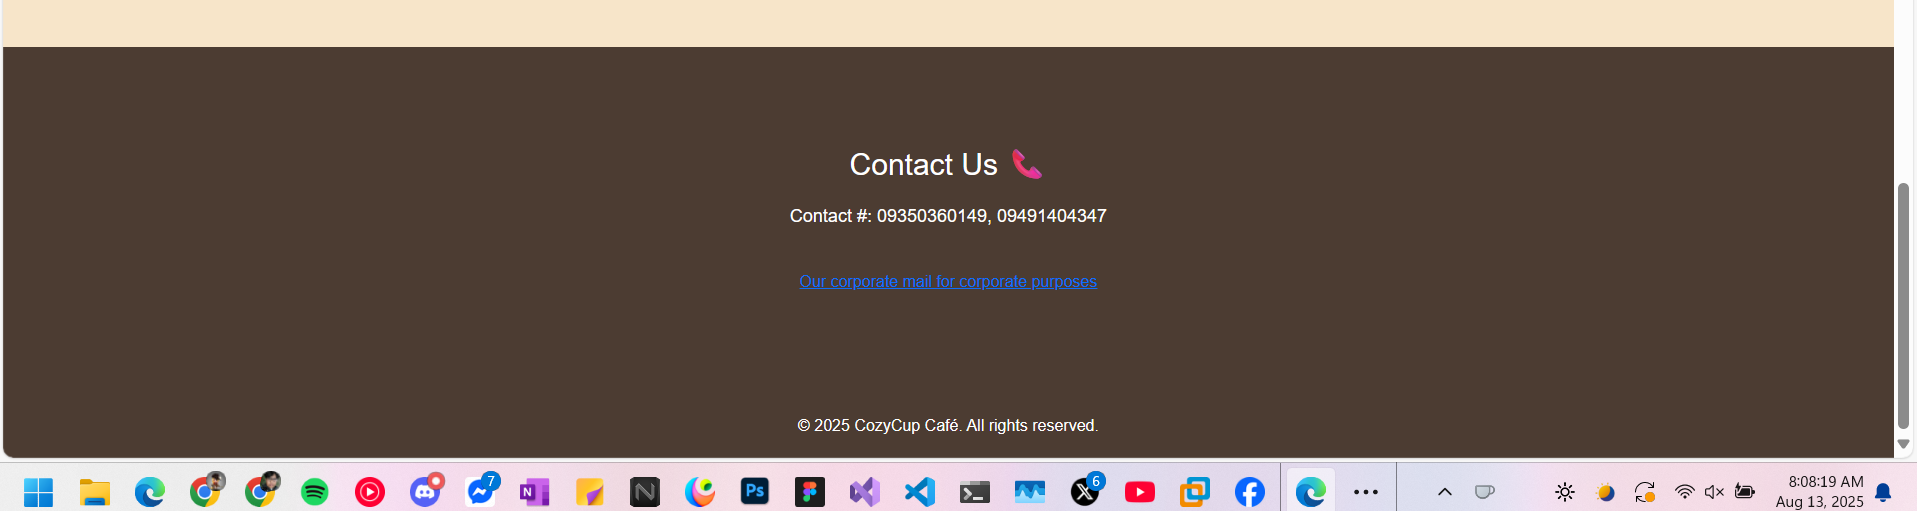 Contact Us
Contact #: 09350360149, 09491404347
Our corporate mail for corporate purposes
© 2025 CozyCup Café. All rights reserved.
7
N
N
Ps
6
8:08:19 AM
Aug 13, 2025